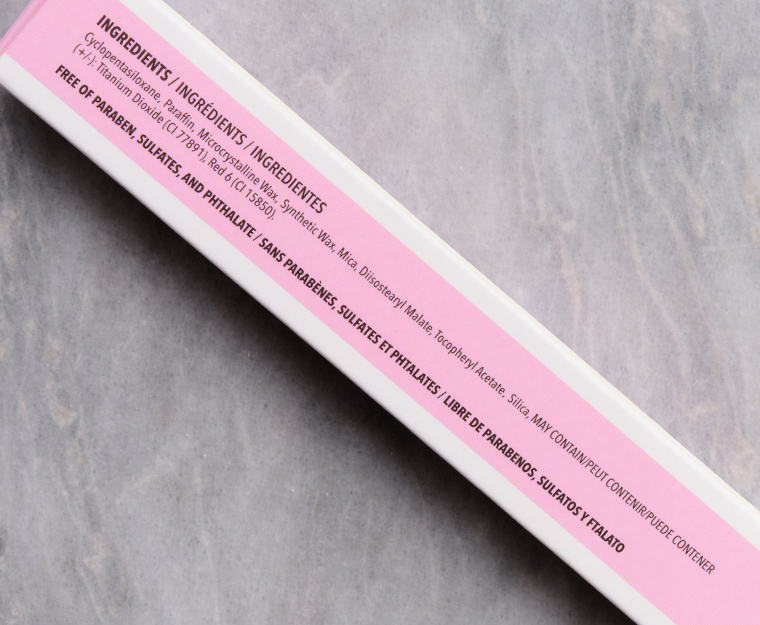 INGREDIENTS / INGRÉDIENTS / INGREDIENTES
Cyclopentasiloxane, Paraffin, Microcrystalline Wax, Synthetic Wax, Mica, Diisostearyl Malate, Tocopheryl Acetate, Silica, MAY CONTAIN/PEUT CONTENIR/PUEDE CONTENER
(+/-): Titanium Dioxide (CI 77891), Red 6 (CI 15850).
FREE OF PARABEN, SULFATES, AND PHTHALATE / SANS PARABÈNES, SULFATES ET PHTALATES / LIBRE DE PARABENOS, SULFATOS Y FTALATO